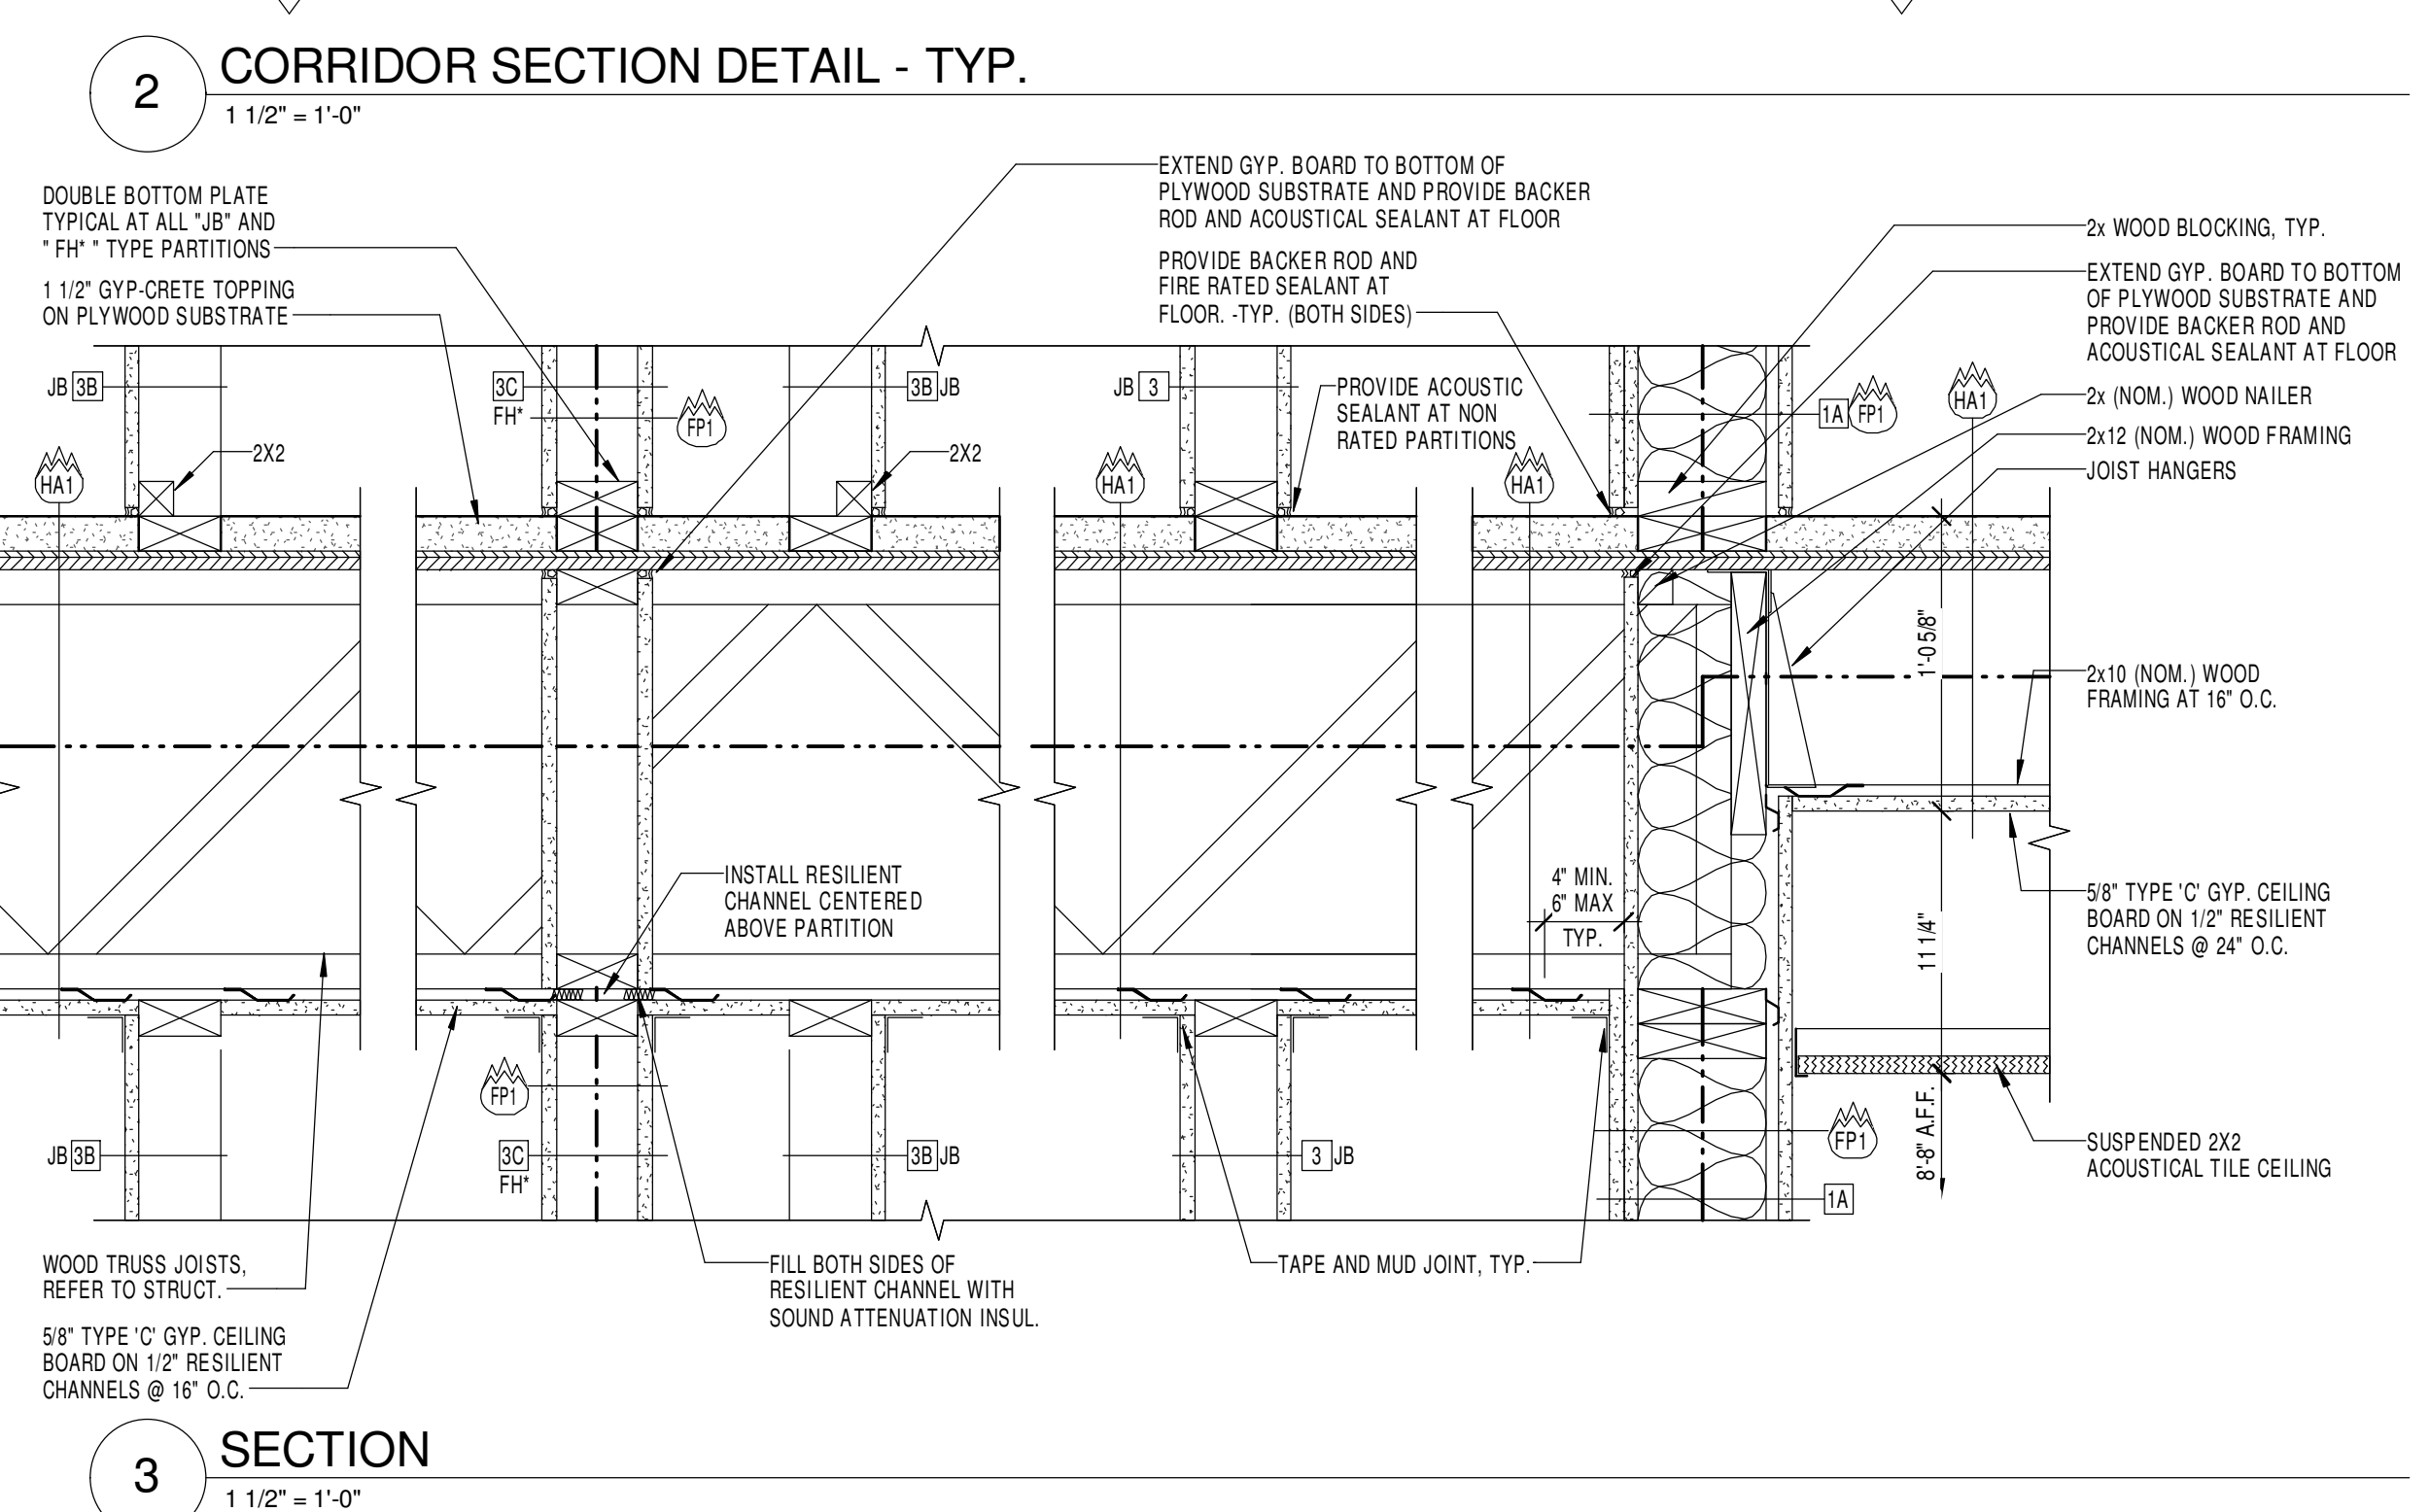 2
CORRIDOR SECTION DETAIL - TYP.
1 1/2" = 1'-0"
DOUBLE BOTTOM PLATE
TYPICAL AT ALL "JB" AND
" FH* " TYPE PARTITIONS
1 1/2" GYP-CRETE TOPPING
ON PLYWOOD SUBSTRATE
EXTEND GYP. BOARD TO BOTTOM OF
PLYWOOD SUBSTRATE AND PROVIDE BACKER
ROD AND ACOUSTICAL SEALANT AT FLOOR
PROVIDE BACKER ROD AND
FIRE RATED SEALANT AT
FLOOR. -TYP. (BOTH SIDES)
2x WOOD BLOCKING, TYP.
EXTEND GYP. BOARD TO BOTTOM
OF PLYWOOD SUBSTRATE AND
PROVIDE BACKER ROD AND
ACOUSTICAL SEALANT AT FLOOR
2x (NOM.) WOOD NAILER
2x12 (NOM.) WOOD FRAMING
JOIST HANGERS
JB 3B
3C
FH*
FP1
3B JB
JB 3
PROVIDE ACOUSTIC
SEALANT AT NON
RATED PARTITIONS
1A FP1
HA1
HA1
2X2
2X2
HA1
HA1
1'-0 5/8"
2x10 (NOM.) WOOD
FRAMING AT 16" O.C.
INSTALL RESILIENT
CHANNEL CENTERED
ABOVE PARTITION
4" MIN.
6" MAX
TYP.
11 1/4"
5/8" TYPE 'C' GYP. CEILING
BOARD ON 1/2" RESILIENT
CHANNELS @ 24" O.C.
FP1
FP1
8'-8" A.F.F.
SUSPENDED 2X2
ACOUSTICAL TILE CEILING
JB 3B
3C
FH*
3B JB
3 JB
1A
WOOD TRUSS JOISTS,
REFER TO STRUCT.
FILL BOTH SIDES OF
RESILIENT CHANNEL WITH
SOUND ATTENUATION INSUL.
TAPE AND MUD JOINT, TYP.
5/8" TYPE 'C' GYP. CEILING
BOARD ON 1/2" RESILIENT
CHANNELS @ 16" O.C.
3
SECTION
1 1/2" = 1'-0"